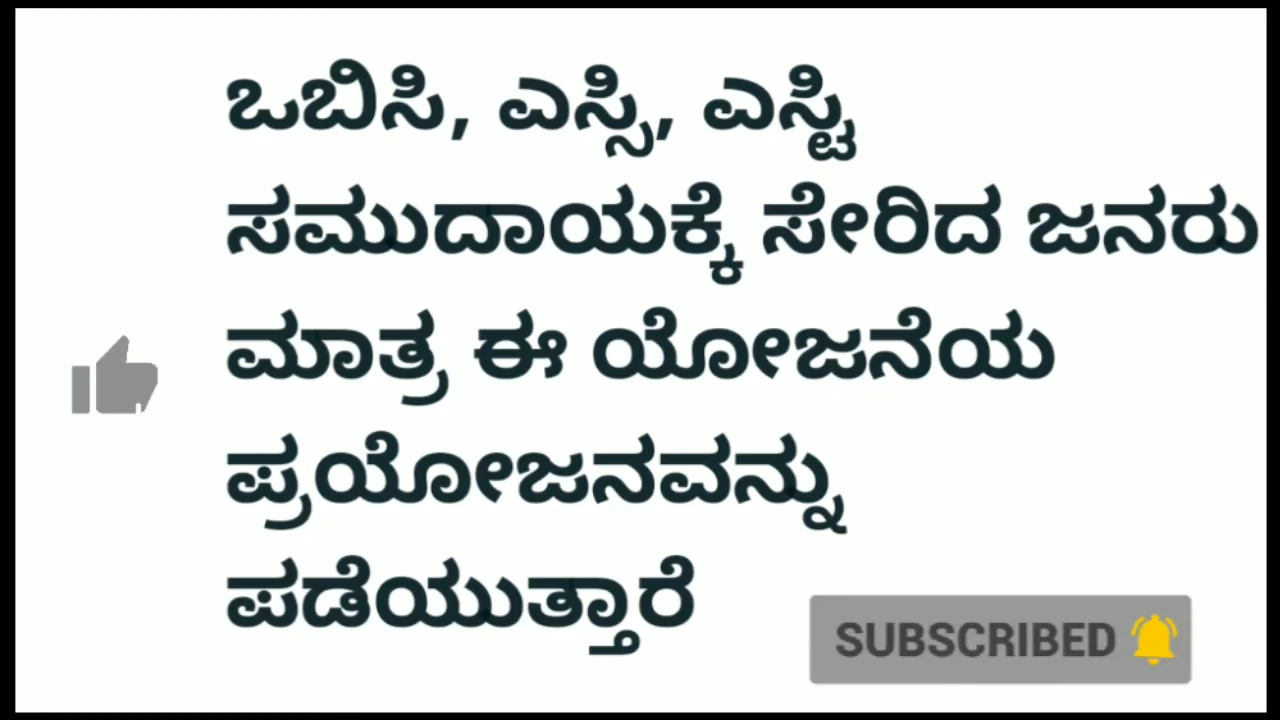 ಒಬಿಸಿ, ಎಸ್ಸಿ, ಎಸ್ಟಿ
ಸಮುದಾಯಕ್ಕೆ ಸೇರಿದ ಜನರು
ಮಾತ್ರ ಈ ಯೋಜನೆಯ
ಪ್ರಯೋಜನವನ್ನು
ಪಡೆಯುತ್ತಾರೆ
SUBSCRIBED